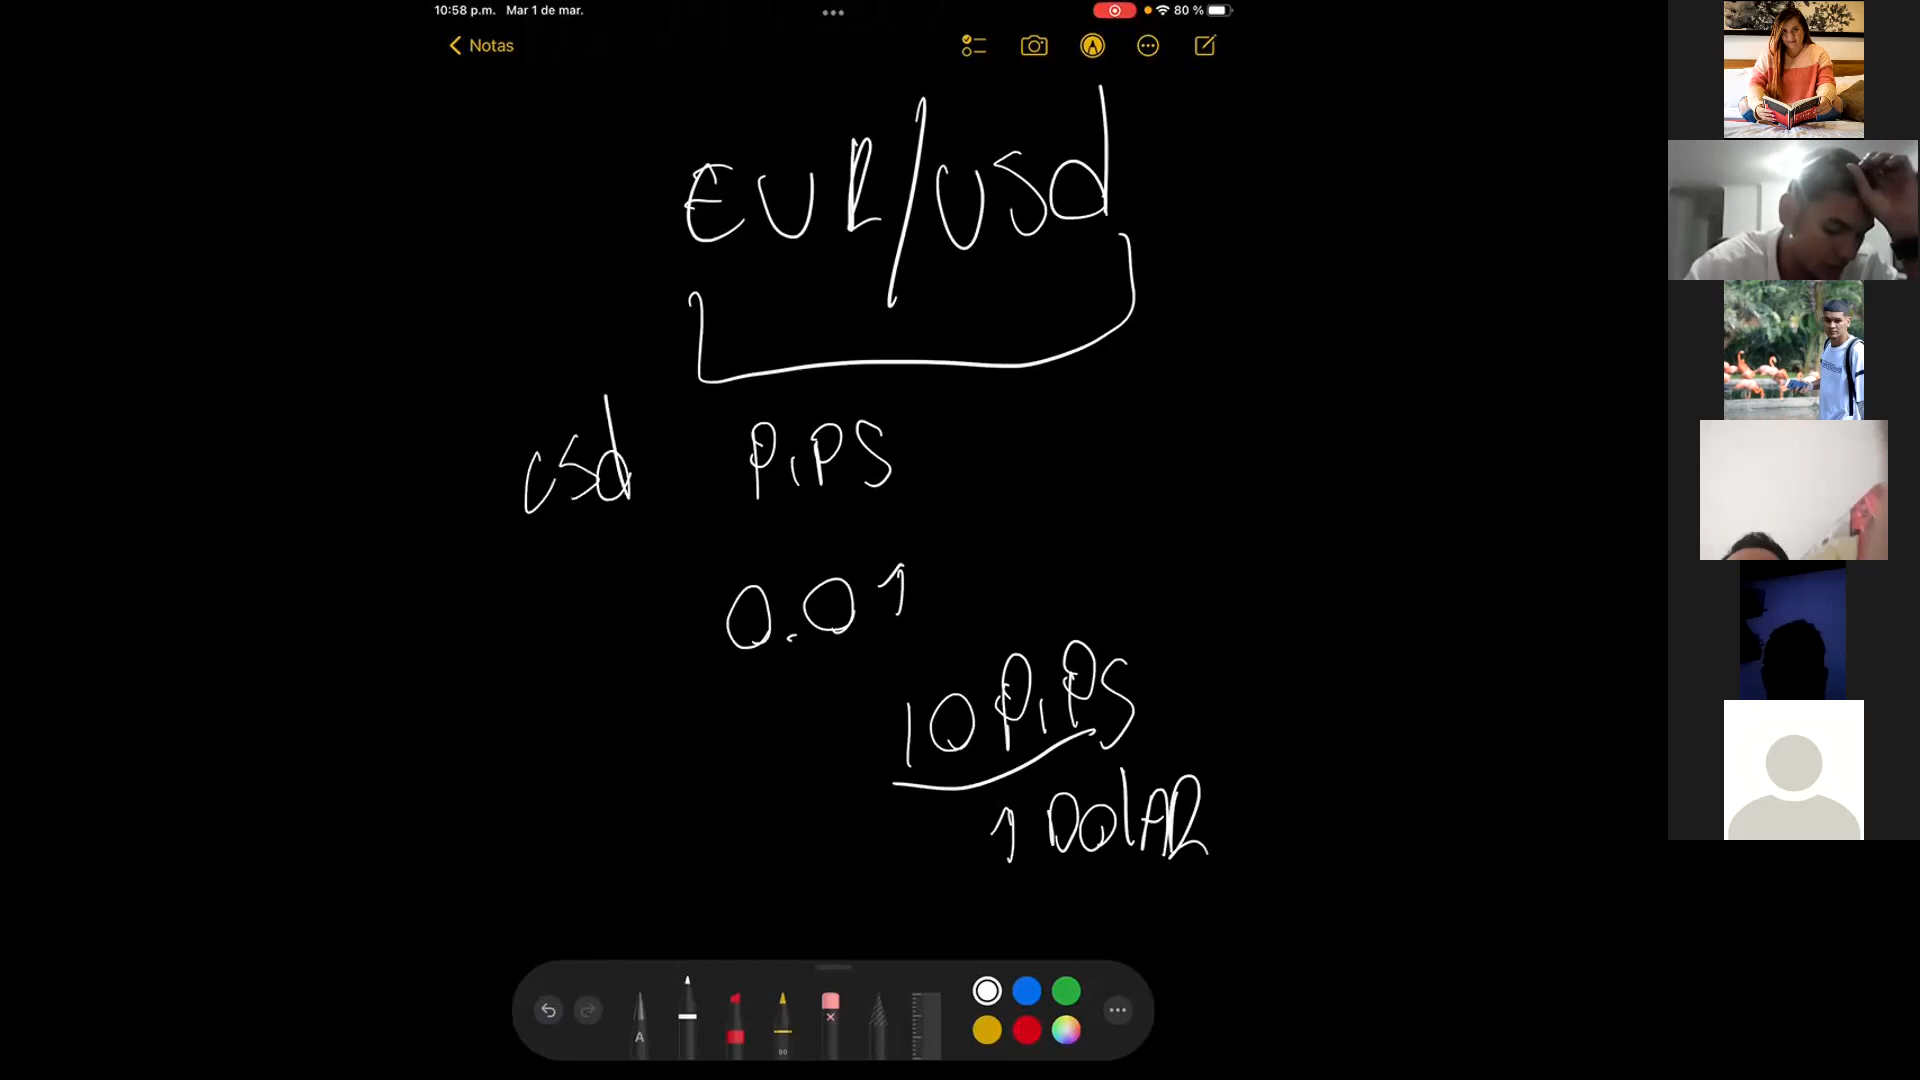 10:58 p.m. Mar 1 de mar. 80 %
Notas
EUR/USd
USd PiPS
0.01
10 PiPS
1 DOlAR
A